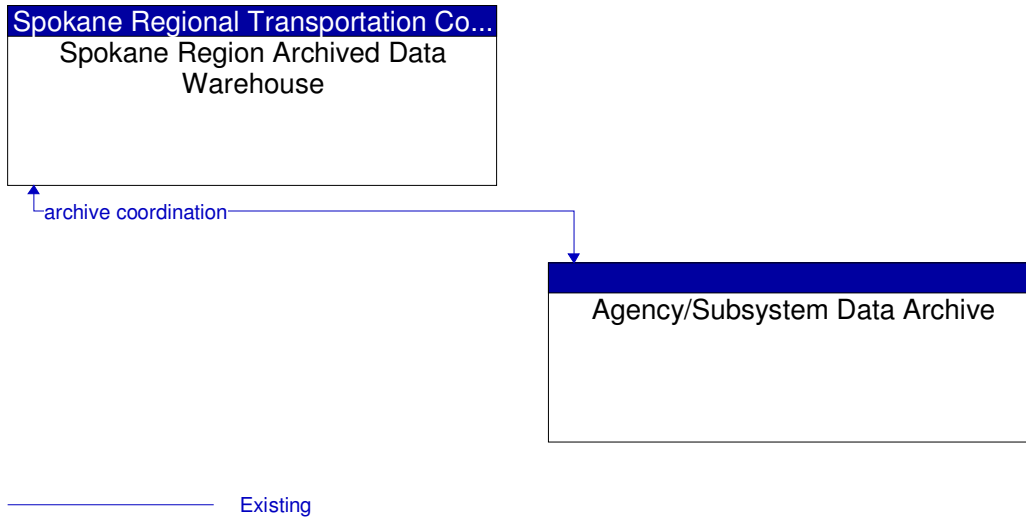 Spokane Regional Transportation Co...
Spokane Region Archived Data
Warehouse
archive coordination
Agency/Subsystem Data Archive
Existing